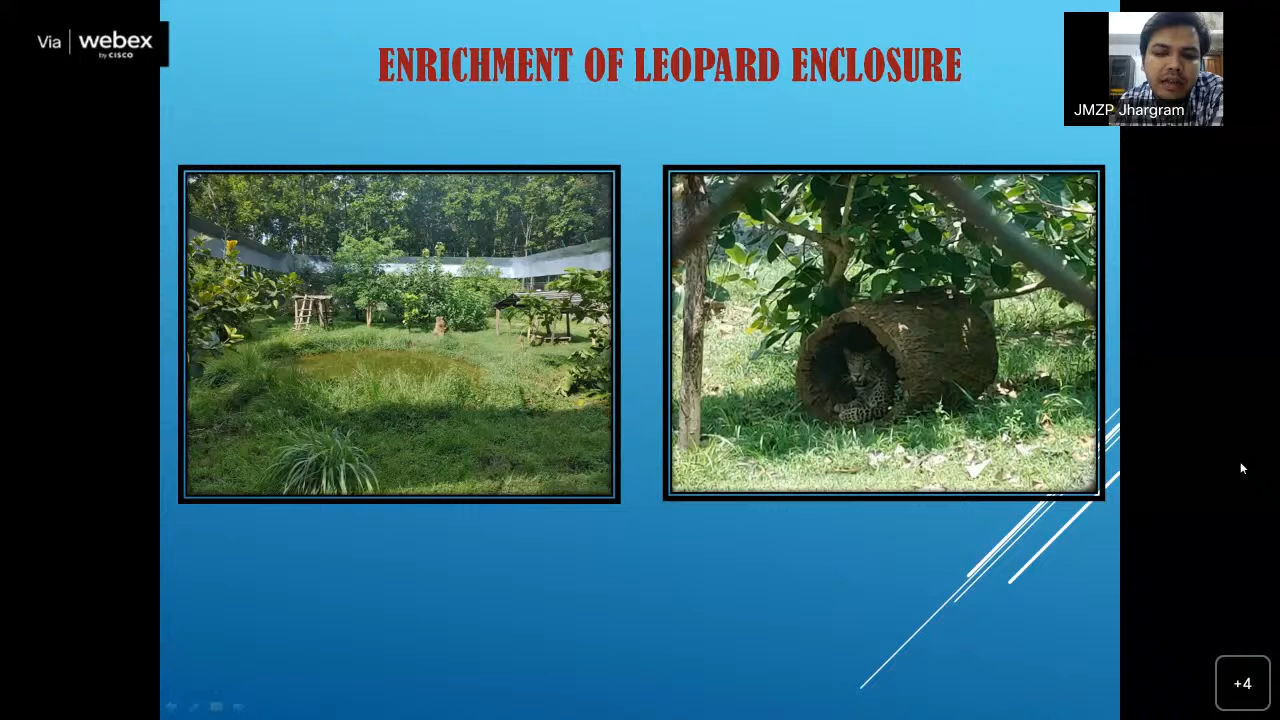 Via | webex
by CISCO
ENRICHMENT OF LEOPARD ENCLOSURE
JMZP Jhargram
+4